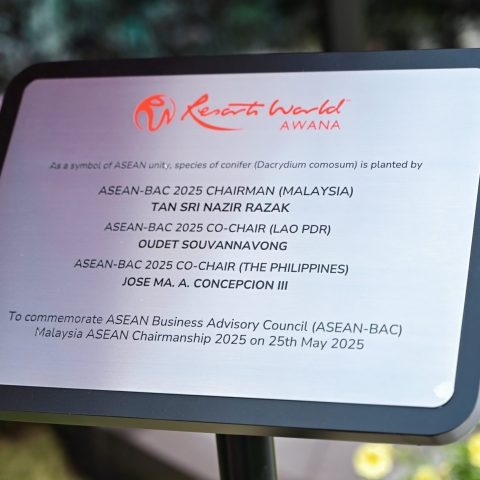 Resorts World
AWANA
As a symbol of ASEAN unity, species of conifer (Dacrydium comosum) is planted by
ASEAN-BAC 2025 CHAIRMAN (MALAYSIA)
TAN SRI NAZIR RAZAK
ASEAN-BAC 2025 CO-CHAIR (LAO PDR)
OUDET SOUVANNAVONG
ASEAN-BAC 2025 CO-CHAIR (THE PHILIPPINES)
JOSE MA. A. CONCEPCION III
To commemorate ASEAN Business Advisory Council (ASEAN-BAC)
Malaysia ASEAN Chairmanship 2025 on 25th May 2025